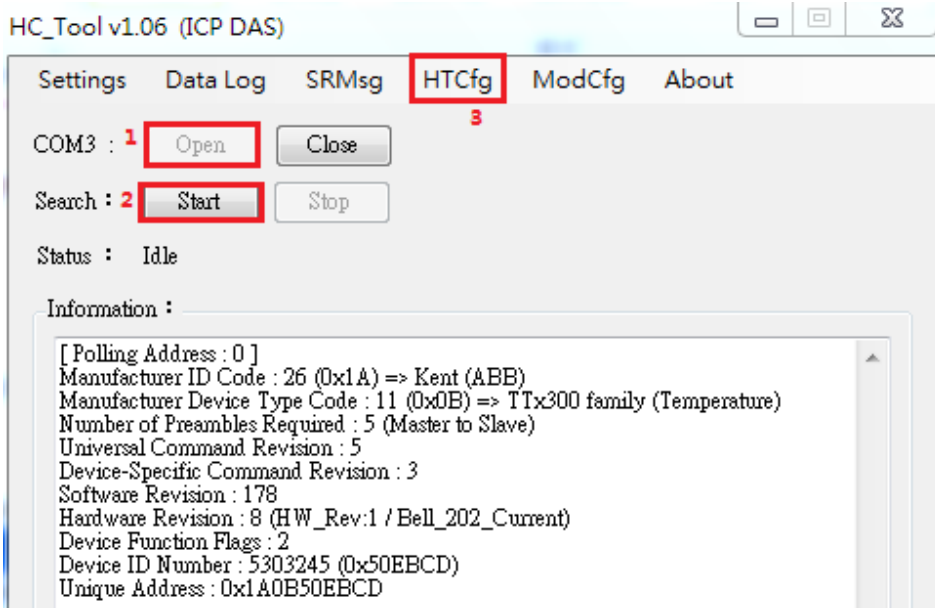 HC_Tool v1.06 (ICP DAS)
Settings Data Log SRMsg HTCfg ModCfg About
3
COM3 : 1 Open Close
Search : 2 Start Stop
Status : Idle
Information :
[ Polling Address : 0 ]
Manufacturer ID Code : 26 (0x1A) => Kent (ABB)
Manufacturer Device Type Code : 11 (0x0B) => TTx300 family (Temperature)
Number of Preambles Required : 5 (Master to Slave)
Universal Command Revision : 5
Device-Specific Command Revision : 3
Software Revision : 178
Hardware Revision : 8 (HW_Rev:1 / Bell_202_Current)
Device Function Flags : 2
Device ID Number : 5303245 (0x50EBCD)
Unique Address : 0x1A0B50EBCD